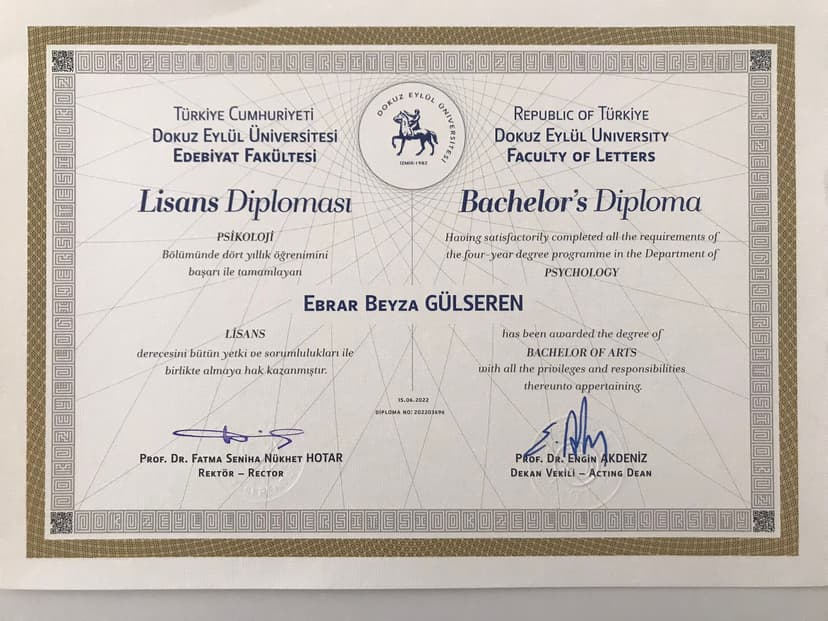 DOKUZ EYLÜL ÜNİVERSİTESİ
İZMİR-1982
TÜRKİYE CUMHURİYETİ
DOKUZ EYLÜL ÜNİVERSİTESİ
EDEBİYAT FAKÜLTESİ
Lisans Diploması
PSİKOLOJİ
Bölümünde dört yıllık öğrenimini
başarı ile tamamlayan
REPUBLIC OF TÜRKİYE
DOKUZ EYLÜL UNIVERSITY
FACULTY OF LETTERS
Bachelor's Diploma
Having satisfactorily completed all the requirements of
the four-year degree programme in the Department of
PSYCHOLOGY
EBRAR BEYZA GÜLSEREN
LİSANS
derecesini bütün yetki ve sorumlulukları ile
birlikte almaya hak kazanmıştır.
has been awarded the degree of
BACHELOR OF ARTS
with all the privileges and responsibilities
thereunto appertaining.
15.06.2022
DİPLOMA NO: 202203696
PROF. DR. FATMA SENİHA NÜKHET HOTAR
REKTÖR – RECTOR
PROF. DR. ENGİN AKDENİZ
DEKAN VEKİLİ – ACTING DEAN